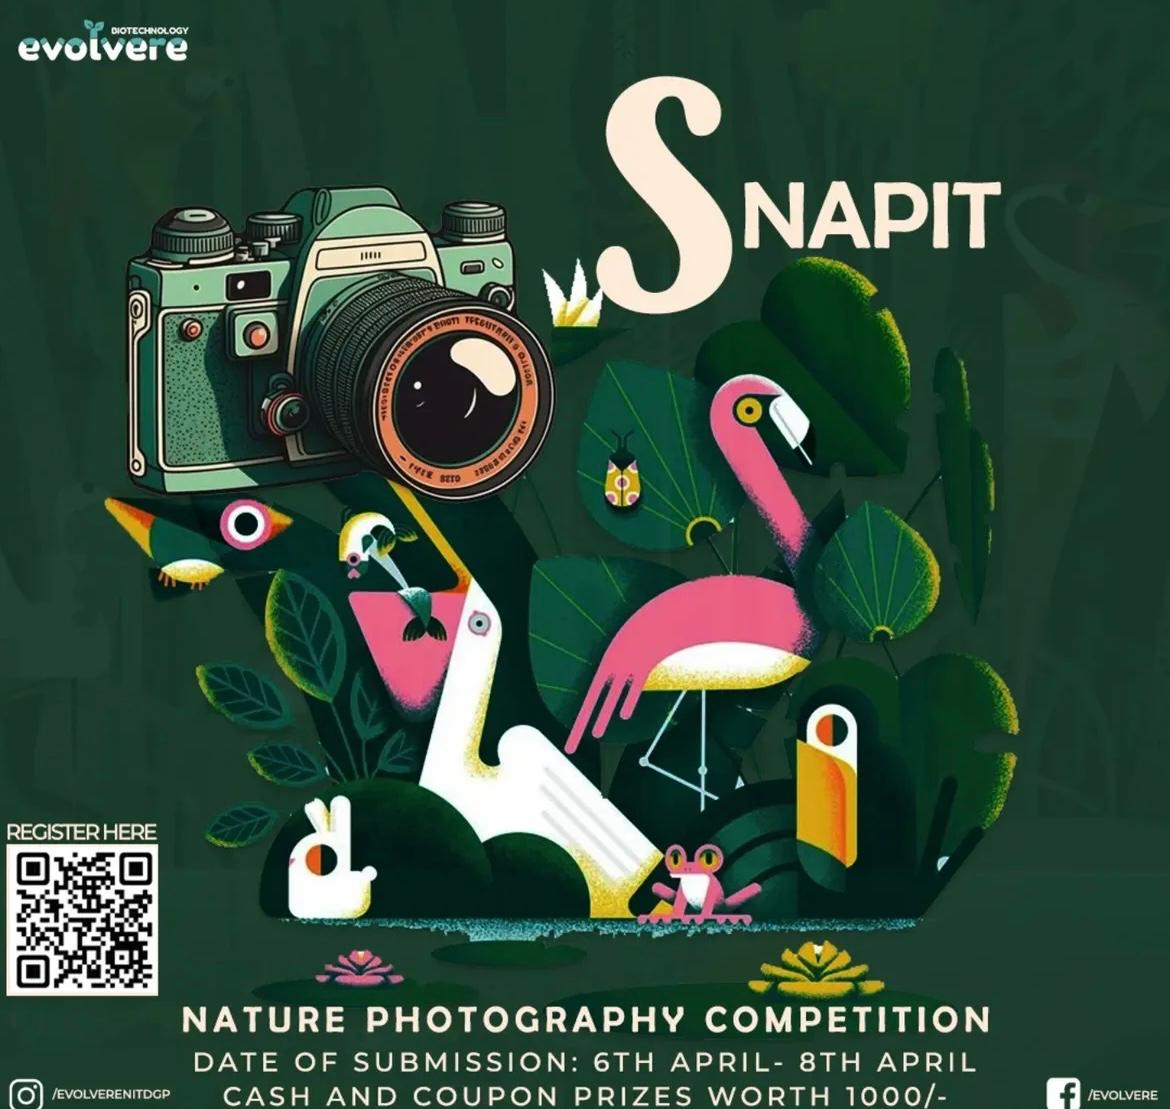 BIOTECHNOLOGY
evolvere
SNAPIT
REGISTER HERE
NATURE PHOTOGRAPHY COMPETITION
DATE OF SUBMISSION: 6TH APRIL- 8TH APRIL
CASH AND COUPON PRIZES WORTH 1000/-
/EVOLVERENITDGP
/EVOLVERE